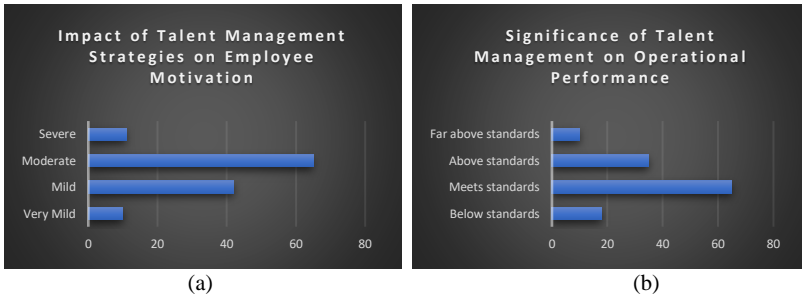 Impact of Talent Management
Strategies on Employee
Motivation
Severe
Moderate
Mild
Very Mild
0 20 40 60 80
(a)
Significance of Talent
Management on Operational
Performance
Far above standards
Above standards
Meets standards
Below standards
0 20 40 60 80
(b)